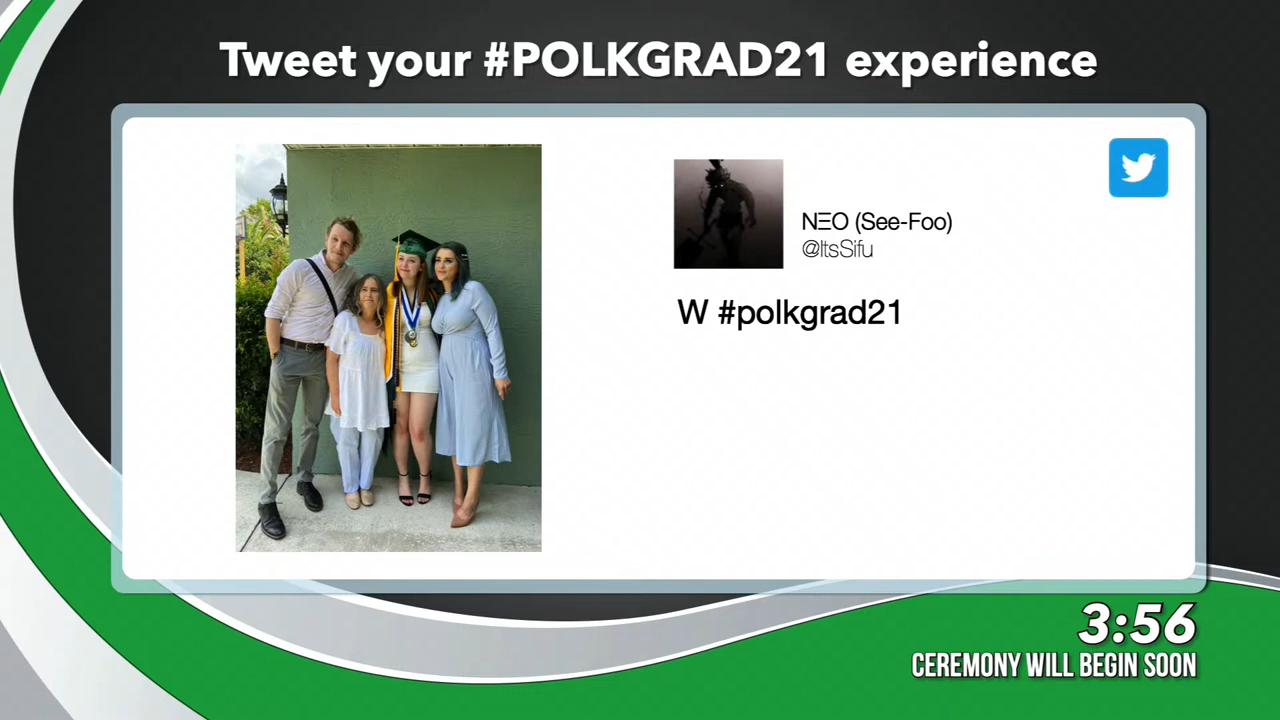 Tweet your #POLKGRAD21 experience
NΞO (See-Foo)
@ItsSifu
W #polkgrad21
3:56
CEREMONY WILL BEGIN SOON